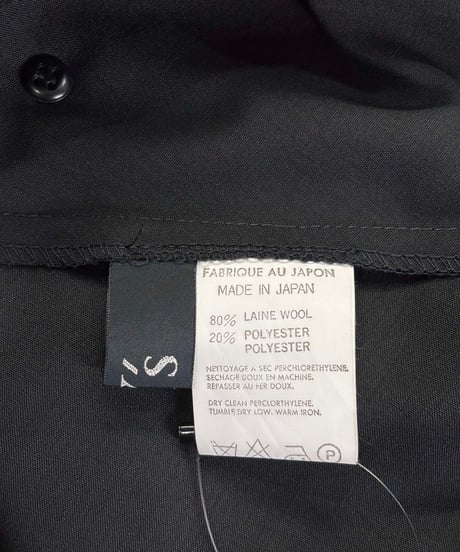 FABRIQUE AU JAPON
MADE IN JAPAN
80% LAINE WOOL
20% POLYESTER
POLYESTER
NETTOYAGE A SEC PERCHLORETHYLENE.
SECHAGE DOUX EN MACHINE.
REPASSER AU FER DOUX.
DRY CLEAN PERCLORTHYLENE.
TUMBLE DRY LOW. WARM IRON.
P